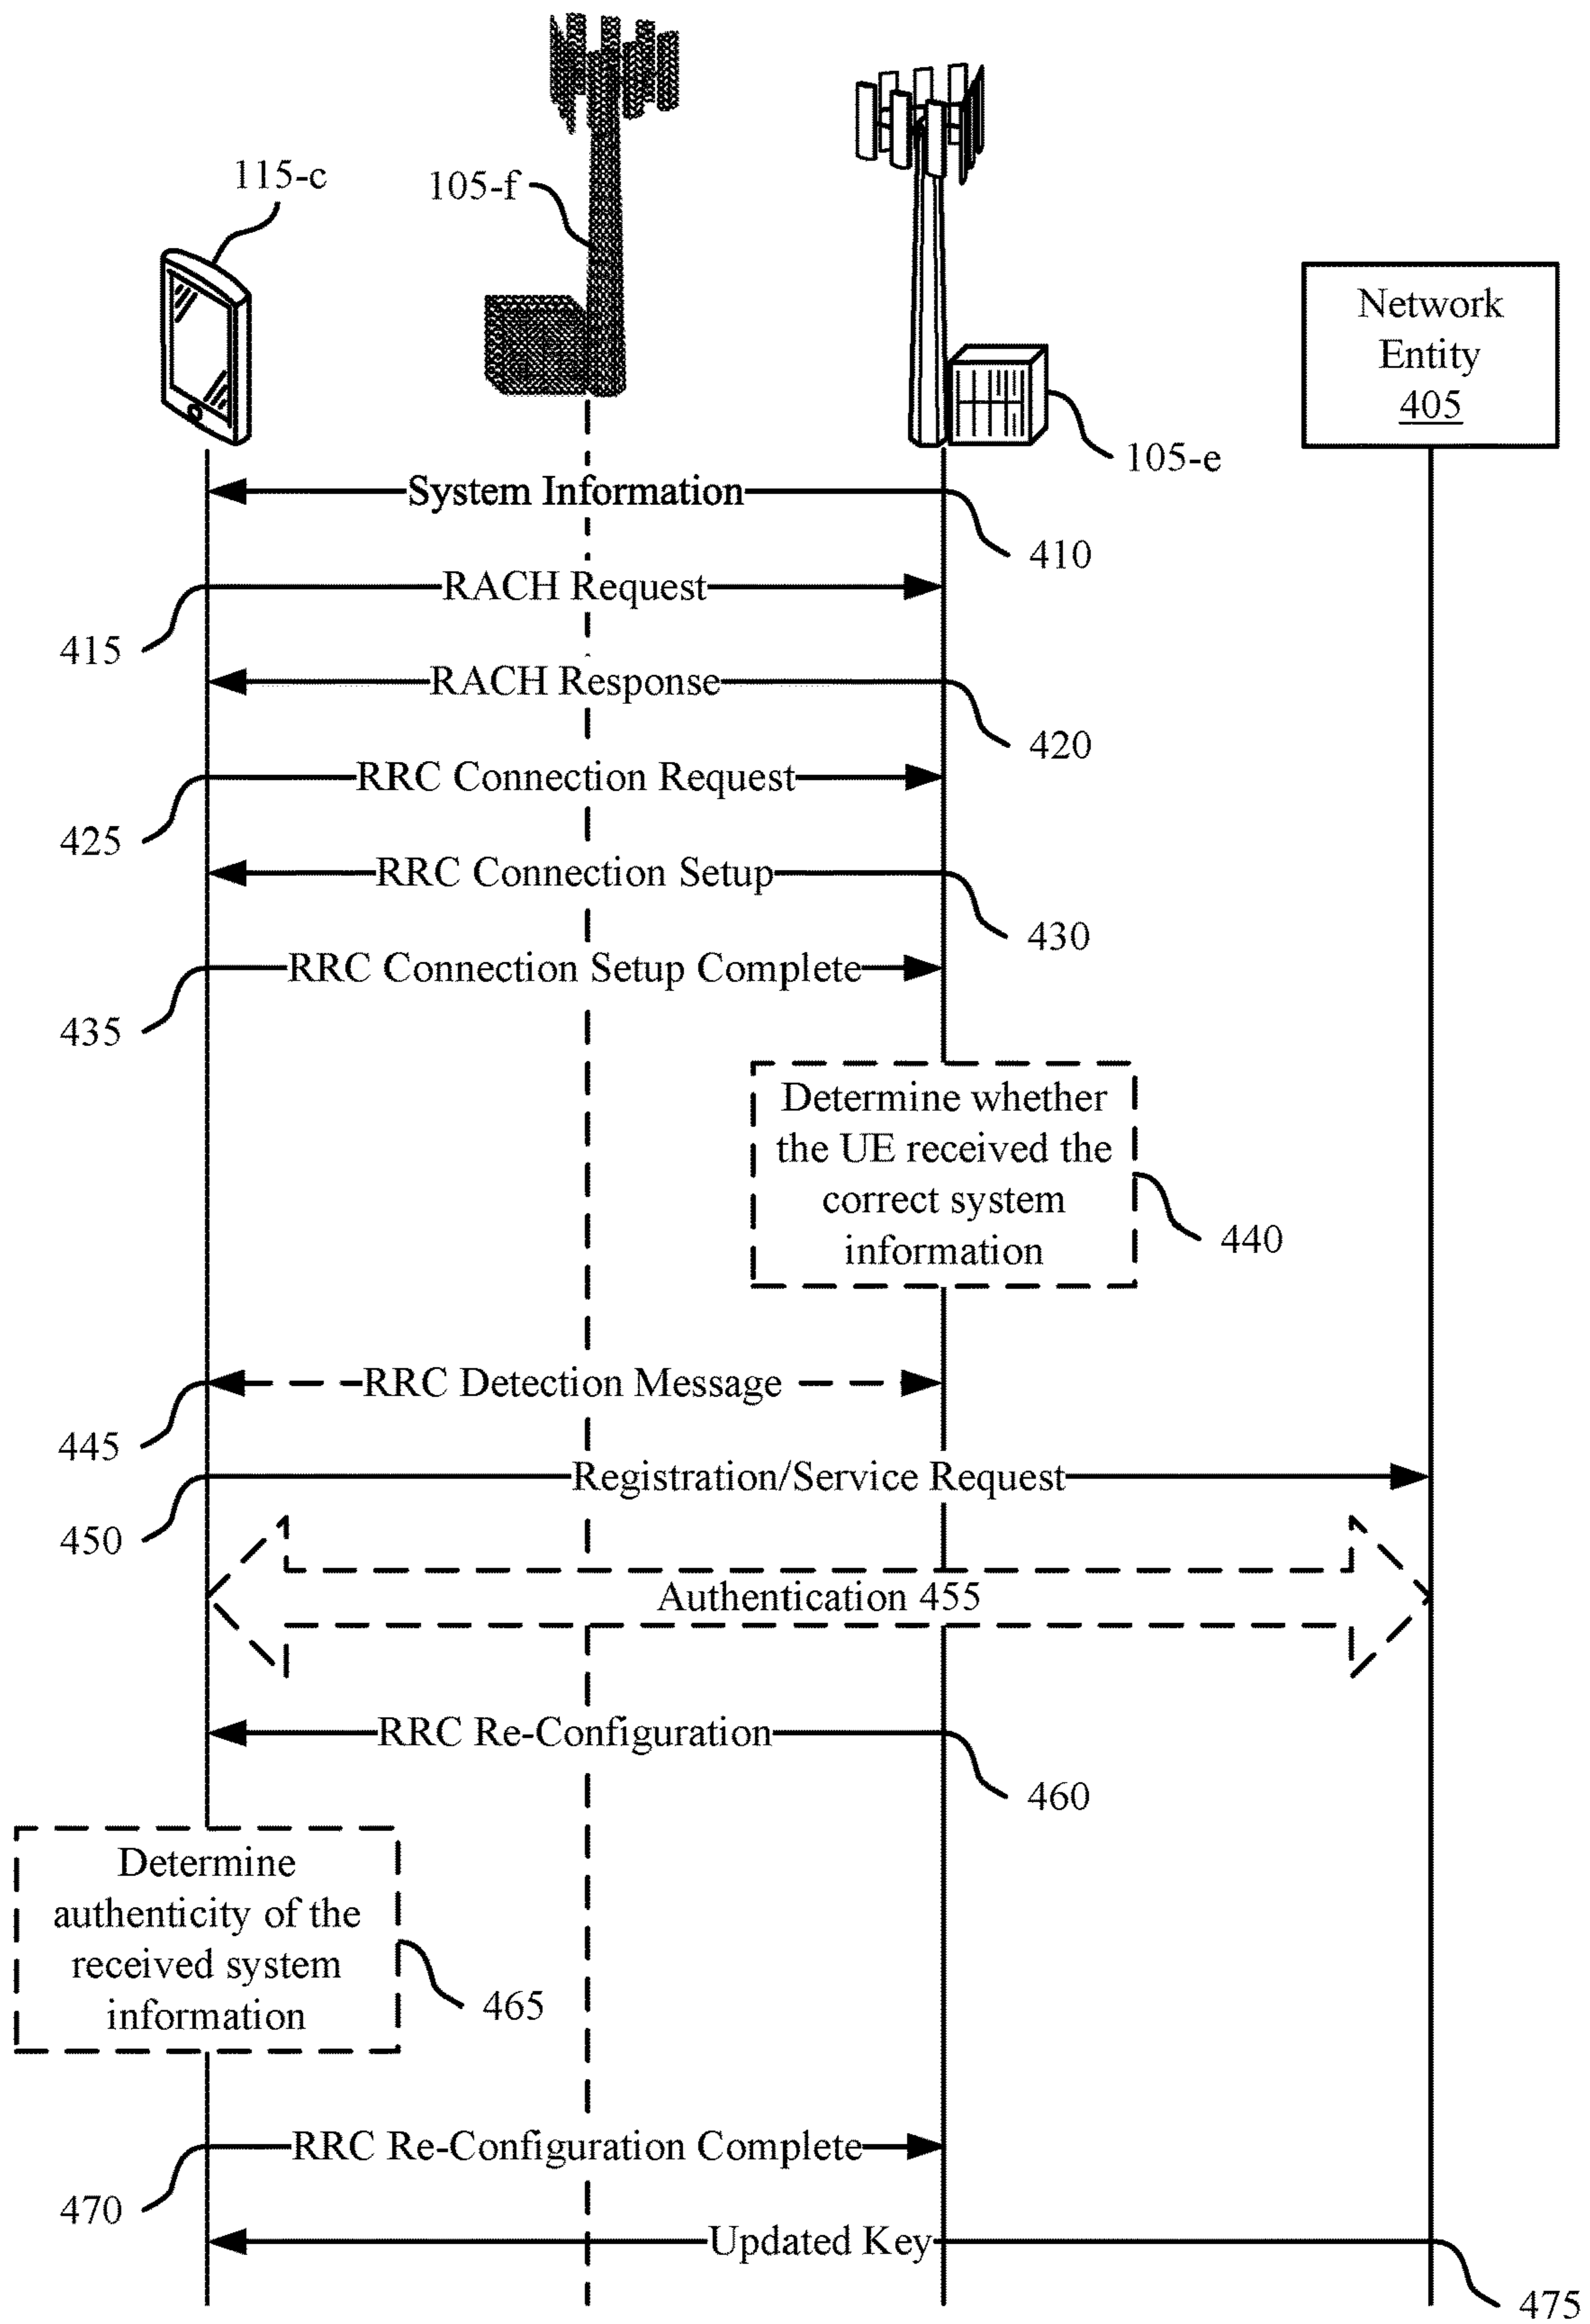 115-c
105-f
105-e
Network
Entity
405
System Information
410
RACH Request
415
RACH Response
420
RRC Connection Request
425
RRC Connection Setup
430
RRC Connection Setup Complete
435
Determine whether
the UE received the
correct system
information
440
RRC Detection Message
445
Registration/Service Request
450
Authentication 455
RRC Re-Configuration
460
Determine
authenticity of the
received system
information
465
RRC Re-Configuration Complete
470
Updated Key
475